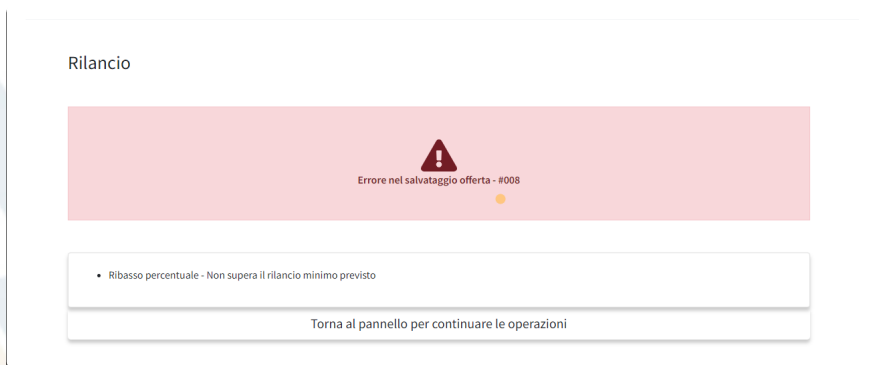 Rilancio
Errore nel salvataggio offerta - #008
Ribasso percentuale - Non supera il rilancio minimo previsto
Torna al pannello per continuare le operazioni